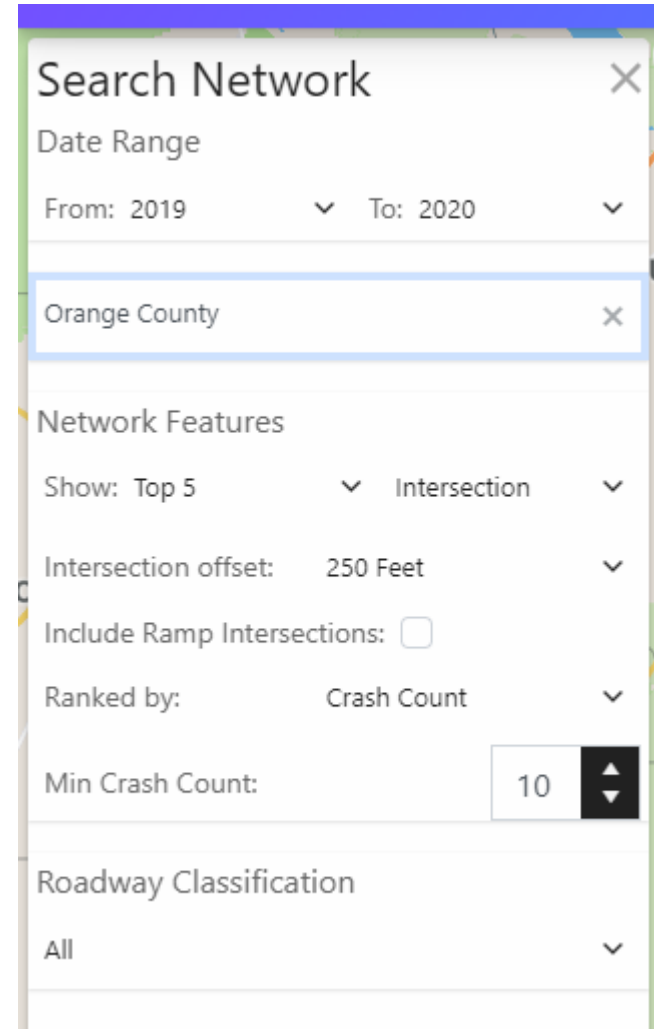 Search Network
Date Range
From: 2019 To: 2020
Orange County
Network Features
Show: Top 5 Intersection
Intersection offset: 250 Feet
Include Ramp Intersections:
Ranked by: Crash Count
Min Crash Count: 10
Roadway Classification
All